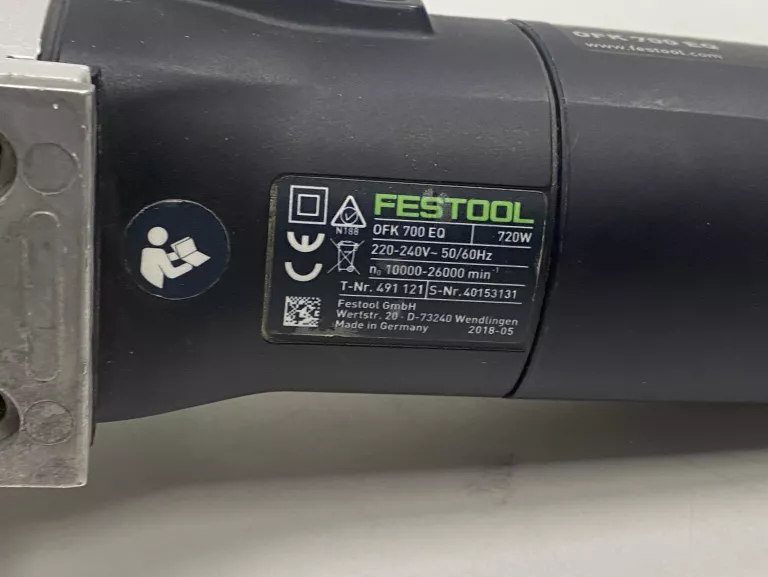 OFK 700 EQ
www.festool.com
FESTOOL
N188
OFK 700 EQ 720W
220-240V~ 50/60Hz
n₀ 10000-26000 min⁻¹
T-Nr. 491 121 S-Nr. 40153131
Festool GmbH
Wertstr. 20 · D-73240 Wendlingen
Made in Germany 2018-05